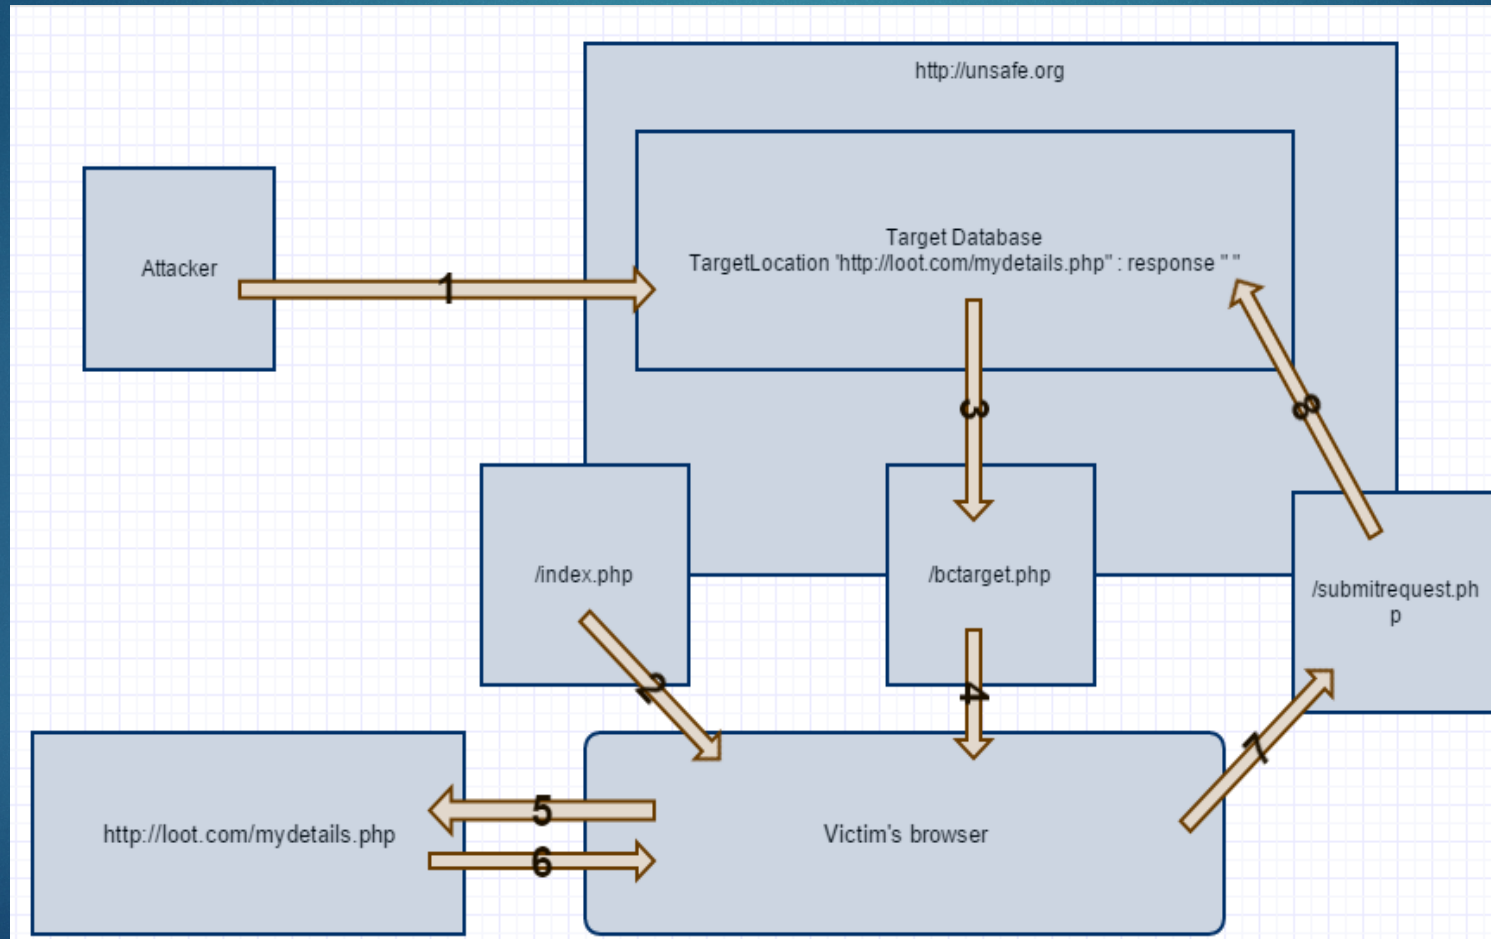 http://unsafe.org
Target Database
TargetLocation 'http://loot.com/mydetails.php" : response " "
Attacker
1
3
8
/index.php
/bctarget.php
/submitrequest.ph
p
2
4
7
http://loot.com/mydetails.php
5
6
Victim's browser